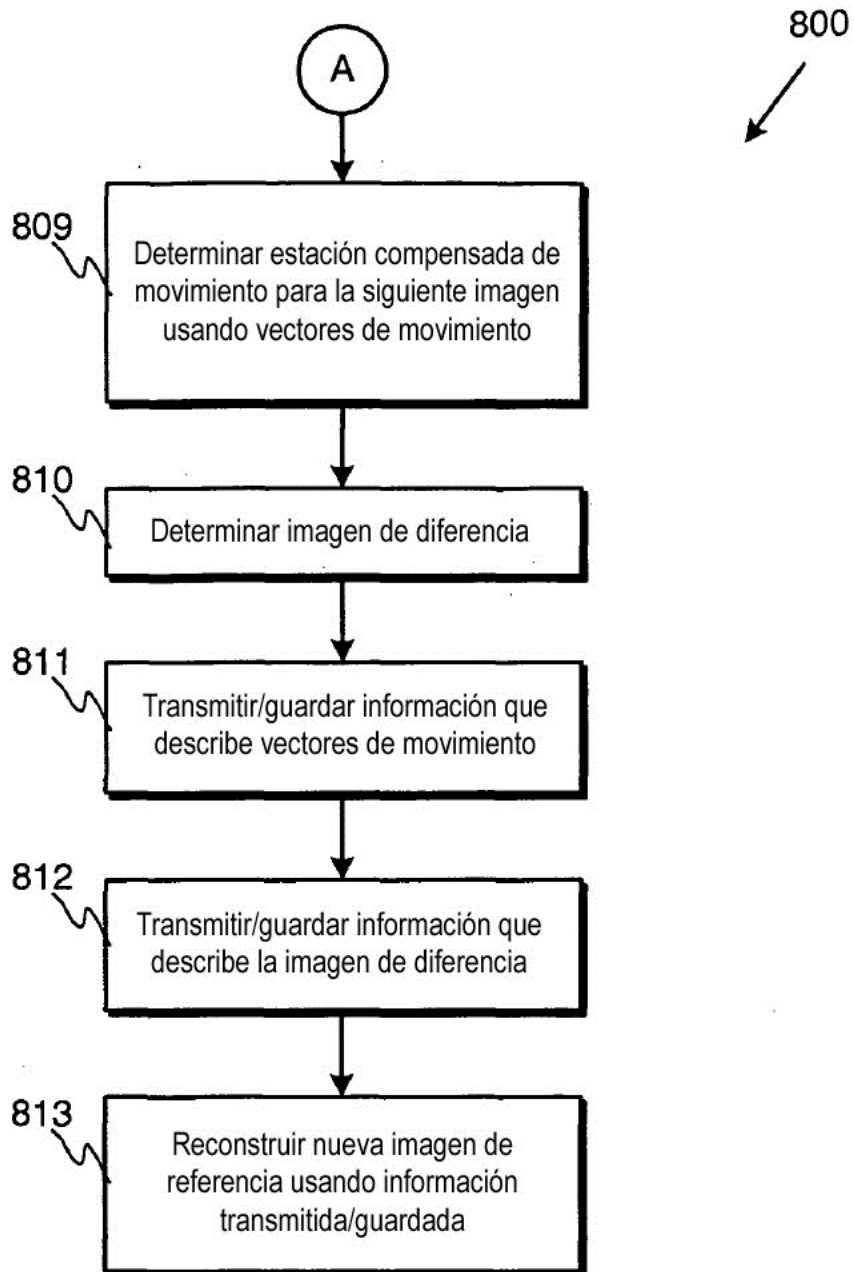 800
A
809
Determinar estación compensada de
movimiento para la siguiente imagen
usando vectores de movimiento
810
Determinar imagen de diferencia
811
Transmitir/guardar información que
describe vectores de movimiento
812
Transmitir/guardar información que
describe la imagen de diferencia
813
Reconstruir nueva imagen de
referencia usando información
transmitida/guardada